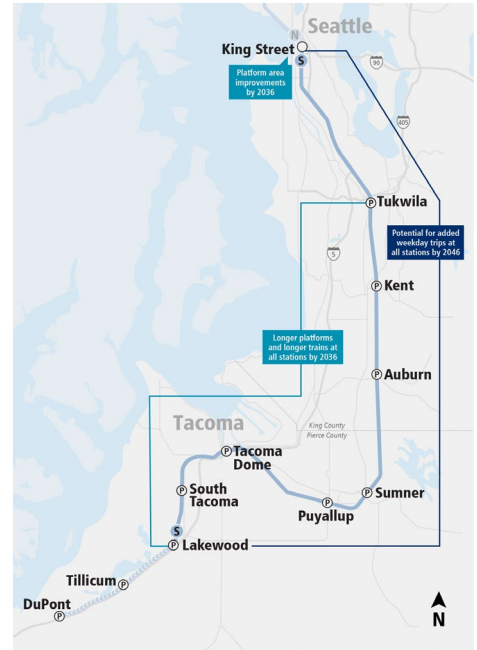 Seattle
N
King Street
S
Platform area
improvements
by 2036
90
405
P Tukwila
Potential for added
weekday trips at
all stations by 2046
5
P Kent
Longer platforms
and longer trains at
all stations by 2036
P Auburn
King County
Pierce County
Tacoma
P Tacoma
Dome
P South
Tacoma
P Sumner
P
Puyallup
S
P Lakewood
Tillicum P
DuPont
P
N